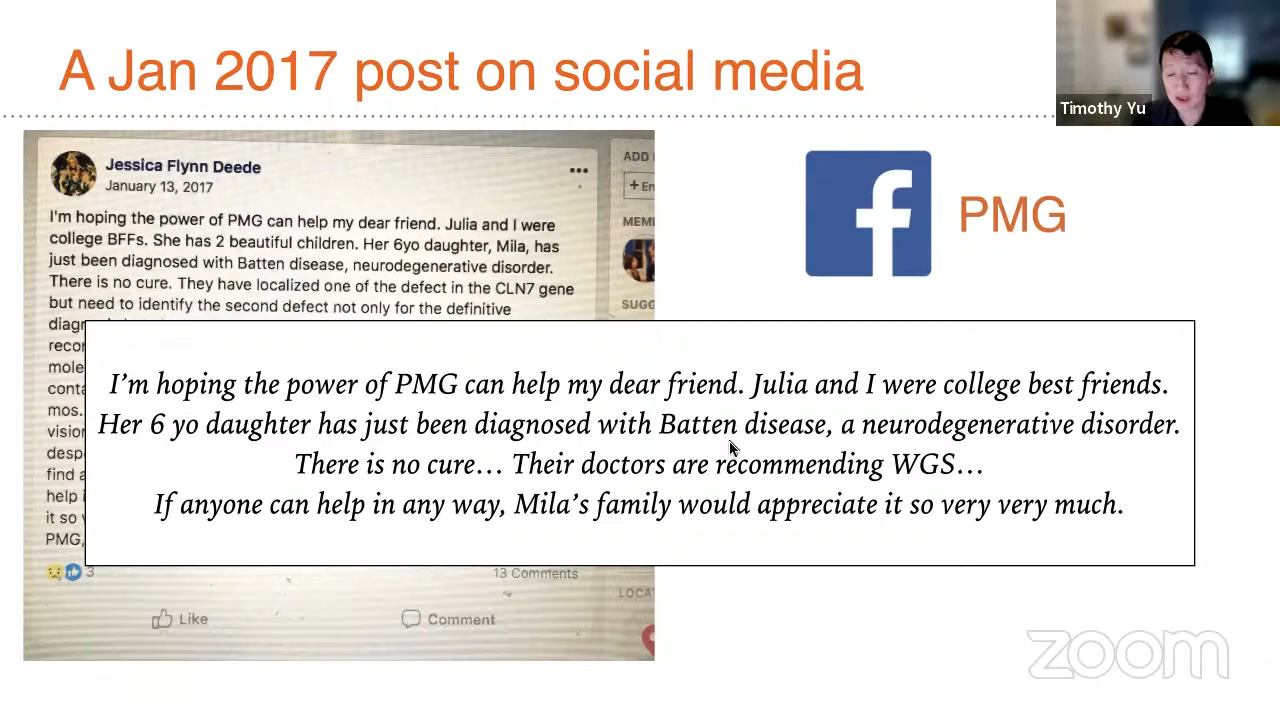 A Jan 2017 post on social media
Timothy Yu
Jessica Flynn Deede
January 13, 2017
I'm hoping the power of PMG can help my dear friend. Julia and I were
college BFFs. She has 2 beautiful children. Her 6yo daughter, Mila, has
just been diagnosed with Batten disease, neurodegenerative disorder.
There is no cure. They have localized one of the defect in the CLN7 gene
but need to identify the second defect not only for the definitive
mos.
find a
it so
PMG,
3
13 Comments
Like
Comment
ADD
+
f
PMG
I'm hoping the power of PMG can help my dear friend. Julia and I were college best friends.
Her 6 yo daughter has just been diagnosed with Batten disease, a neurodegenerative disorder.
There is no cure... Their doctors are recommending WGS...
If anyone can help in any way, Mila's family would appreciate it so very very much.
zoom